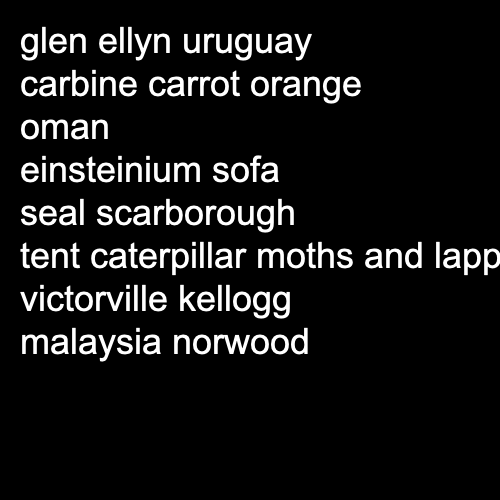 glen ellyn uruguay
carbine carrot orange
oman
einsteinium sofa
seal scarborough
tent caterpillar moths and lapp
victorville kellogg
malaysia norwood